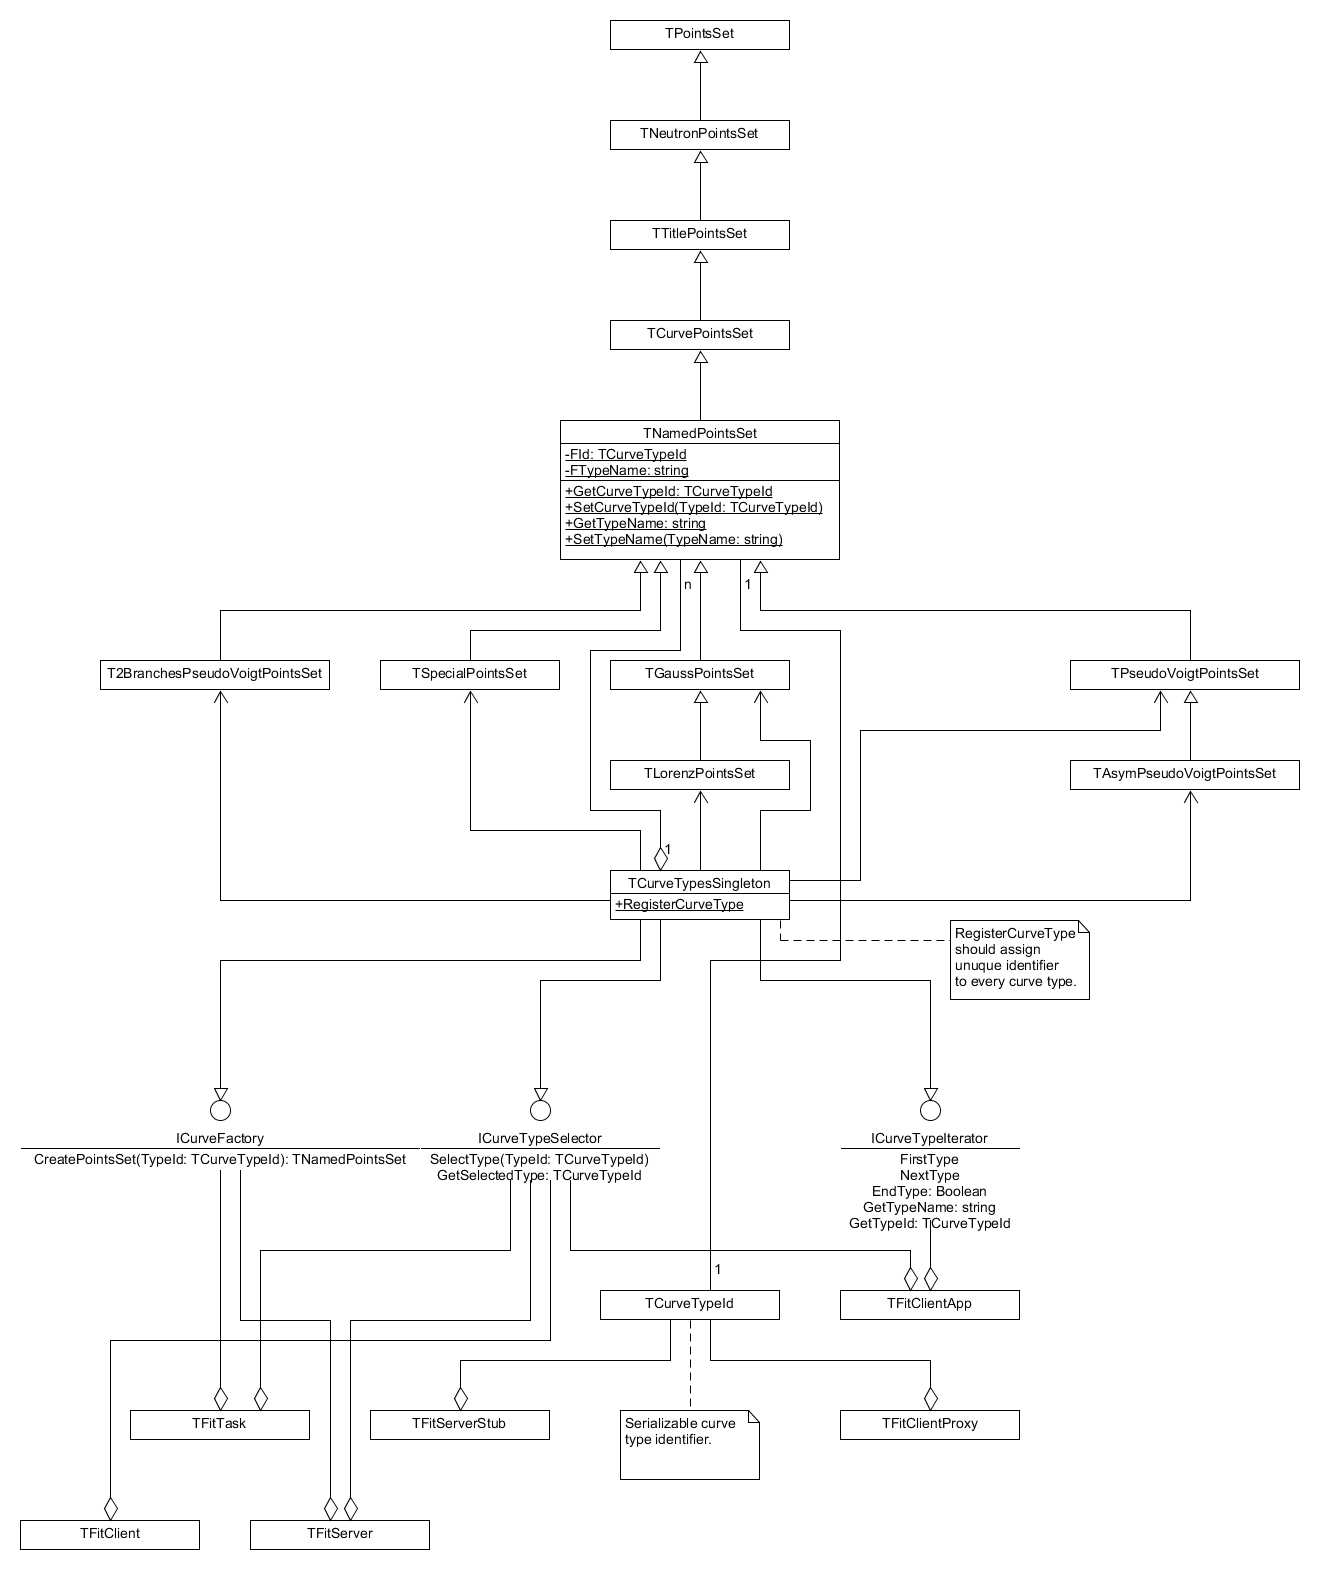 TPointsSet
TNeutronPointsSet
TTitlePointsSet
TCurvePointsSet
TNamedPointsSet
-FId: TCurveTypeId
-FTypeName: string
+GetCurveTypeId: TCurveTypeId
+SetCurveTypeId(TypeId: TCurveTypeId)
+GetTypeName: string
+SetTypeName(TypeName: string)
n
1
T2BranchesPseudoVoigtPointsSet
TSpecialPointsSet
TGaussPointsSet
TPseudoVoigtPointsSet
TLorenzPointsSet
TAsymPseudoVoigtPointsSet
1
TCurveTypesSingleton
+RegisterCurveType
RegisterCurveType
should assign
unuque identifier
to every curve type.
ICurveFactory
CreatePointsSet(TypeId: TCurveTypeId): TNamedPointsSet
ICurveTypeSelector
SelectType(TypeId: TCurveTypeId)
GetSelectedType: TCurveTypeId
ICurveTypeIterator
FirstType
NextType
EndType: Boolean
GetTypeName: string
GetTypeId: TCurveTypeId
1
TCurveTypeId
TFitClientApp
TFitTask
TFitServerStub
Serializable curve
type identifier.
TFitClientProxy
TFitClient
TFitServer